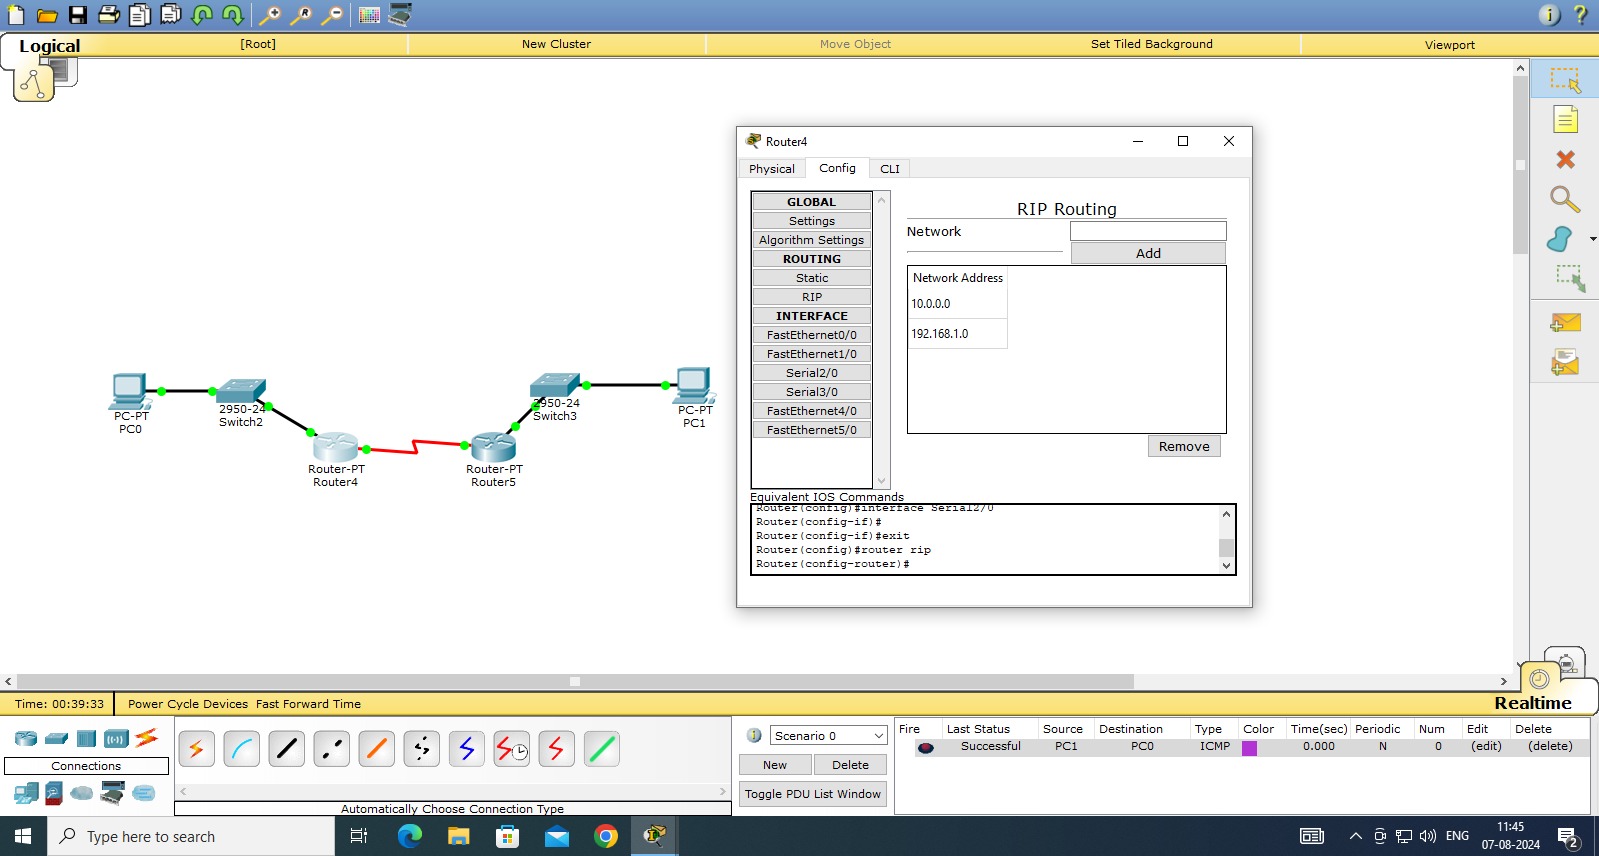 Logical
[Root]
New Cluster
Move Object
Set Tiled Background
Viewport
Router4
Physical
Config
CLI
GLOBAL
Settings
Algorithm Settings
ROUTING
Static
RIP
INTERFACE
FastEthernet0/0
FastEthernet1/0
Serial2/0
Serial3/0
FastEthernet4/0
FastEthernet5/0
RIP Routing
Network
Add
Network Address
10.0.0.0
192.168.1.0
Remove
Equivalent IOS Commands
Router(config)#interface Serial2/0
Router(config-if)#
Router(config-if)#exit
Router(config)#router rip
Router(config-router)#
PC-PT
PC0
2950-24
Switch2
Router-PT
Router4
Router-PT
Router5
2950-24
Switch3
PC-PT
PC1
Time: 00:39:33
Power Cycle Devices Fast Forward Time
Realtime
Connections
Automatically Choose Connection Type
Scenario 0
New
Delete
Toggle PDU List Window
Fire Last Status Source Destination Type Color Time(sec) Periodic Num Edit Delete
Successful PC1 PC0 ICMP 0.000 N 0 (edit) (delete)
Type here to search
ENG
11:45
07-08-2024
2